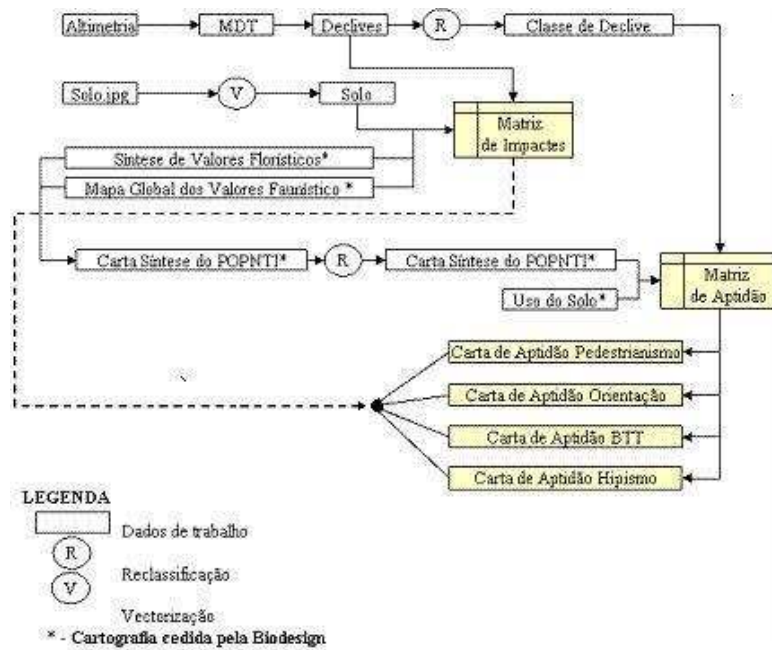 Altimetria
MDT
Declives
R
Classe de Declive
Solo.jpg
V
Solo
Matriz
de Impactes
Síntese de Valores Florísticos*
Mapa Global dos Valores Faunístico *
Carta Síntese do POPNTI*
R
Carta Síntese do POPNTI*
Uso do Solo*
Matriz
de Aptidão
Carta de Aptidão Pedestrianismo
Carta de Aptidão Orientação
Carta de Aptidão BTT
Carta de Aptidão Hipismo
LEGENDA
Dados de trabalho
R
Reclassificação
V
Vectorização
* - Cartografia cedida pela Biodesign